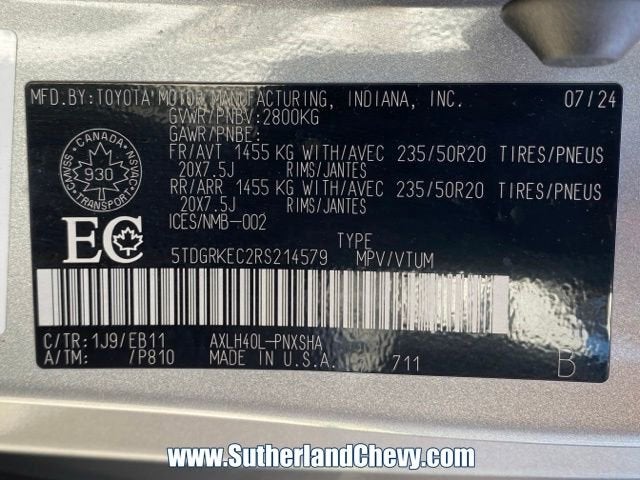 MFD.BY:TOYOTA MOTOR MANUFACTURING, INDIANA, INC. 07/24
GVWR/PNBV:2800KG
GAWR/PNBE:
FR/AVT 1455 KG WITH/AVEC 235/50R20 TIRES/PNEUS
20X7.5J RIMS/JANTES
RR/ARR 1455 KG WITH/AVEC 235/50R20 TIRES/PNEUS
20X7.5J RIMS/JANTES
ICES/NMB-002
CANADA
CMVSS
NSVAC
930
TRANSPORT
EC
TYPE
5TDGRKEC2RS214579 MPV/VTUM
C/TR:1J9/EB11 AXLH40L-PNXSHA
A/TM: /P810 MADE IN U.S.A. 711 B
www.SutherlandChevy.com